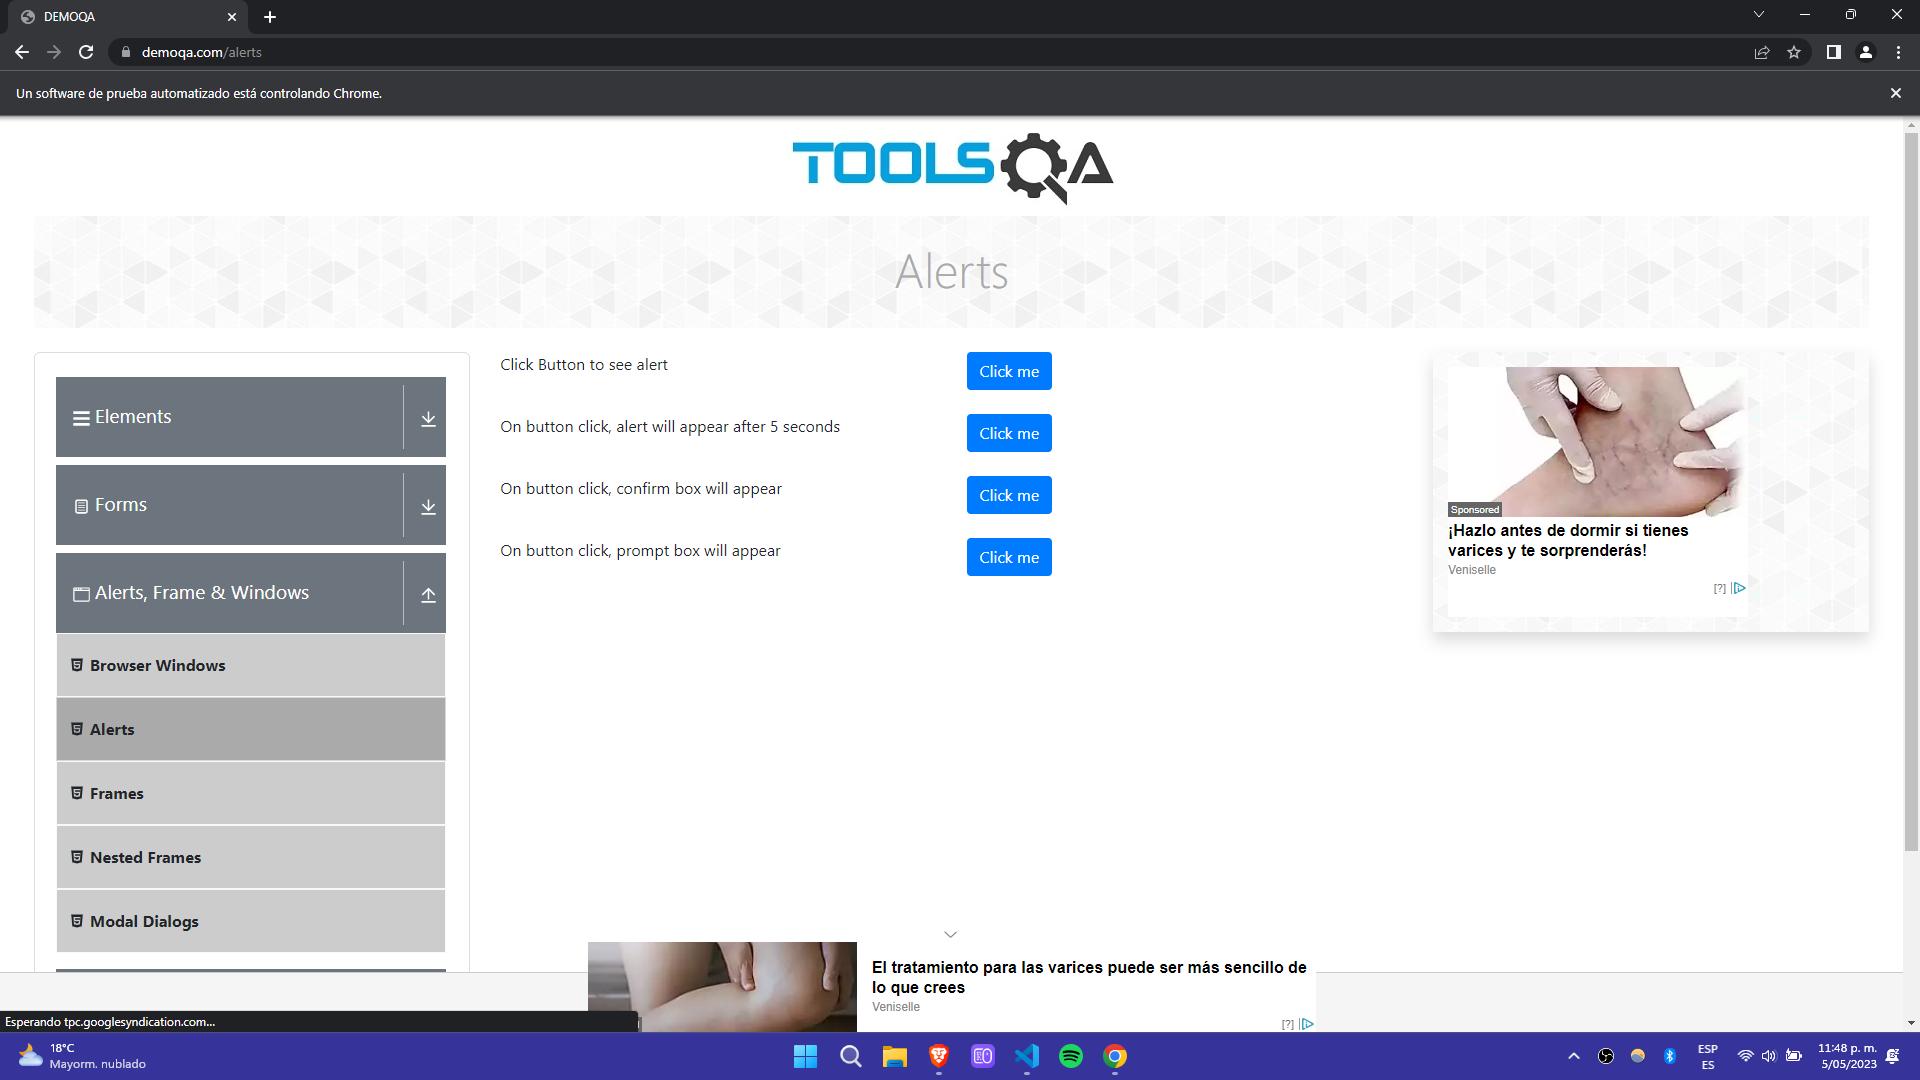 DEMOQA
demoqa.com/alerts
Un software de prueba automatizado está controlando Chrome.
TOOLSQA
Alerts
Elements
Forms
Alerts, Frame & Windows
Browser Windows
Alerts
Frames
Nested Frames
Modal Dialogs
Click Button to see alert
Click me
On button click, alert will appear after 5 seconds
Click me
On button click, confirm box will appear
Click me
On button click, prompt box will appear
Click me
Sponsored
¡Hazlo antes de dormir si tienes
varices y te sorprenderás!
Veniselle
[?]
El tratamiento para las varices puede ser más sencillo de
lo que crees
Veniselle
[?]
Esperando tpc.googlesyndication.com...
18°C
Mayorm. nublado
ESP
ES
11:48 p. m.
5/05/2023